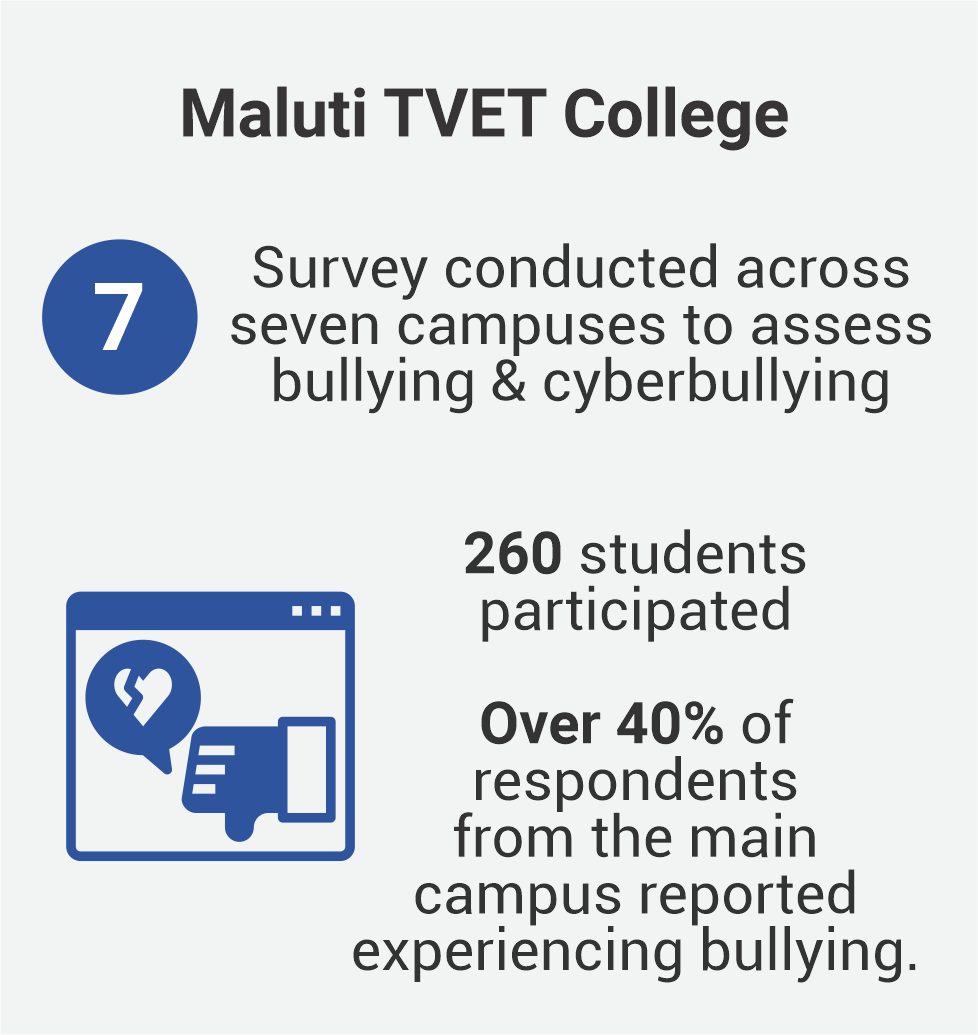 Maluti TVET College
7
Survey conducted across
seven campuses to assess
bullying & cyberbullying
260 students
participated
Over 40% of
respondents
from the main
campus reported
experiencing bullying.